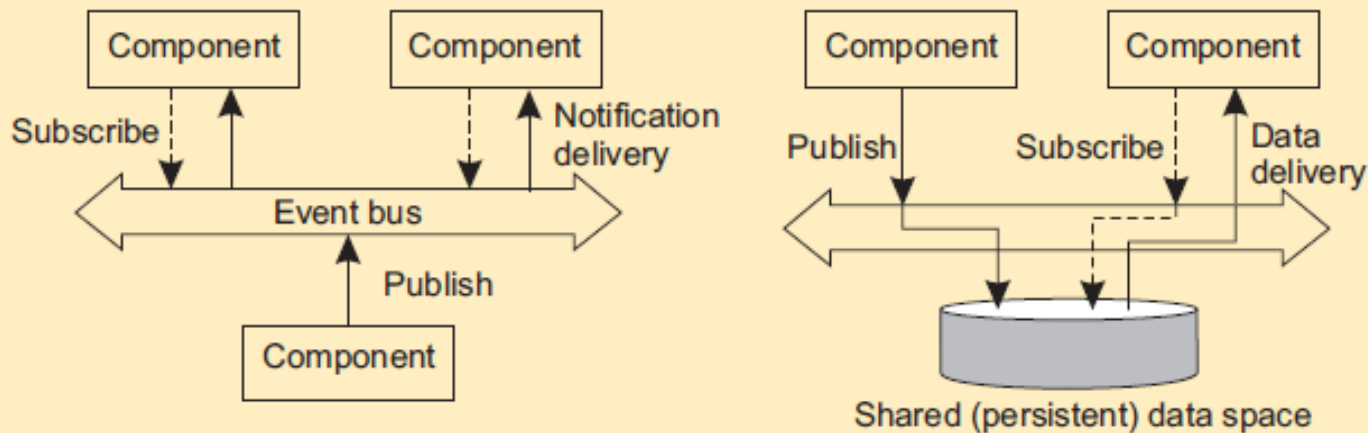 Component
Component
Subscribe
Notification
delivery
Event bus
Publish
Component
Component
Component
Publish
Subscribe
Data
delivery
Shared (persistent) data space